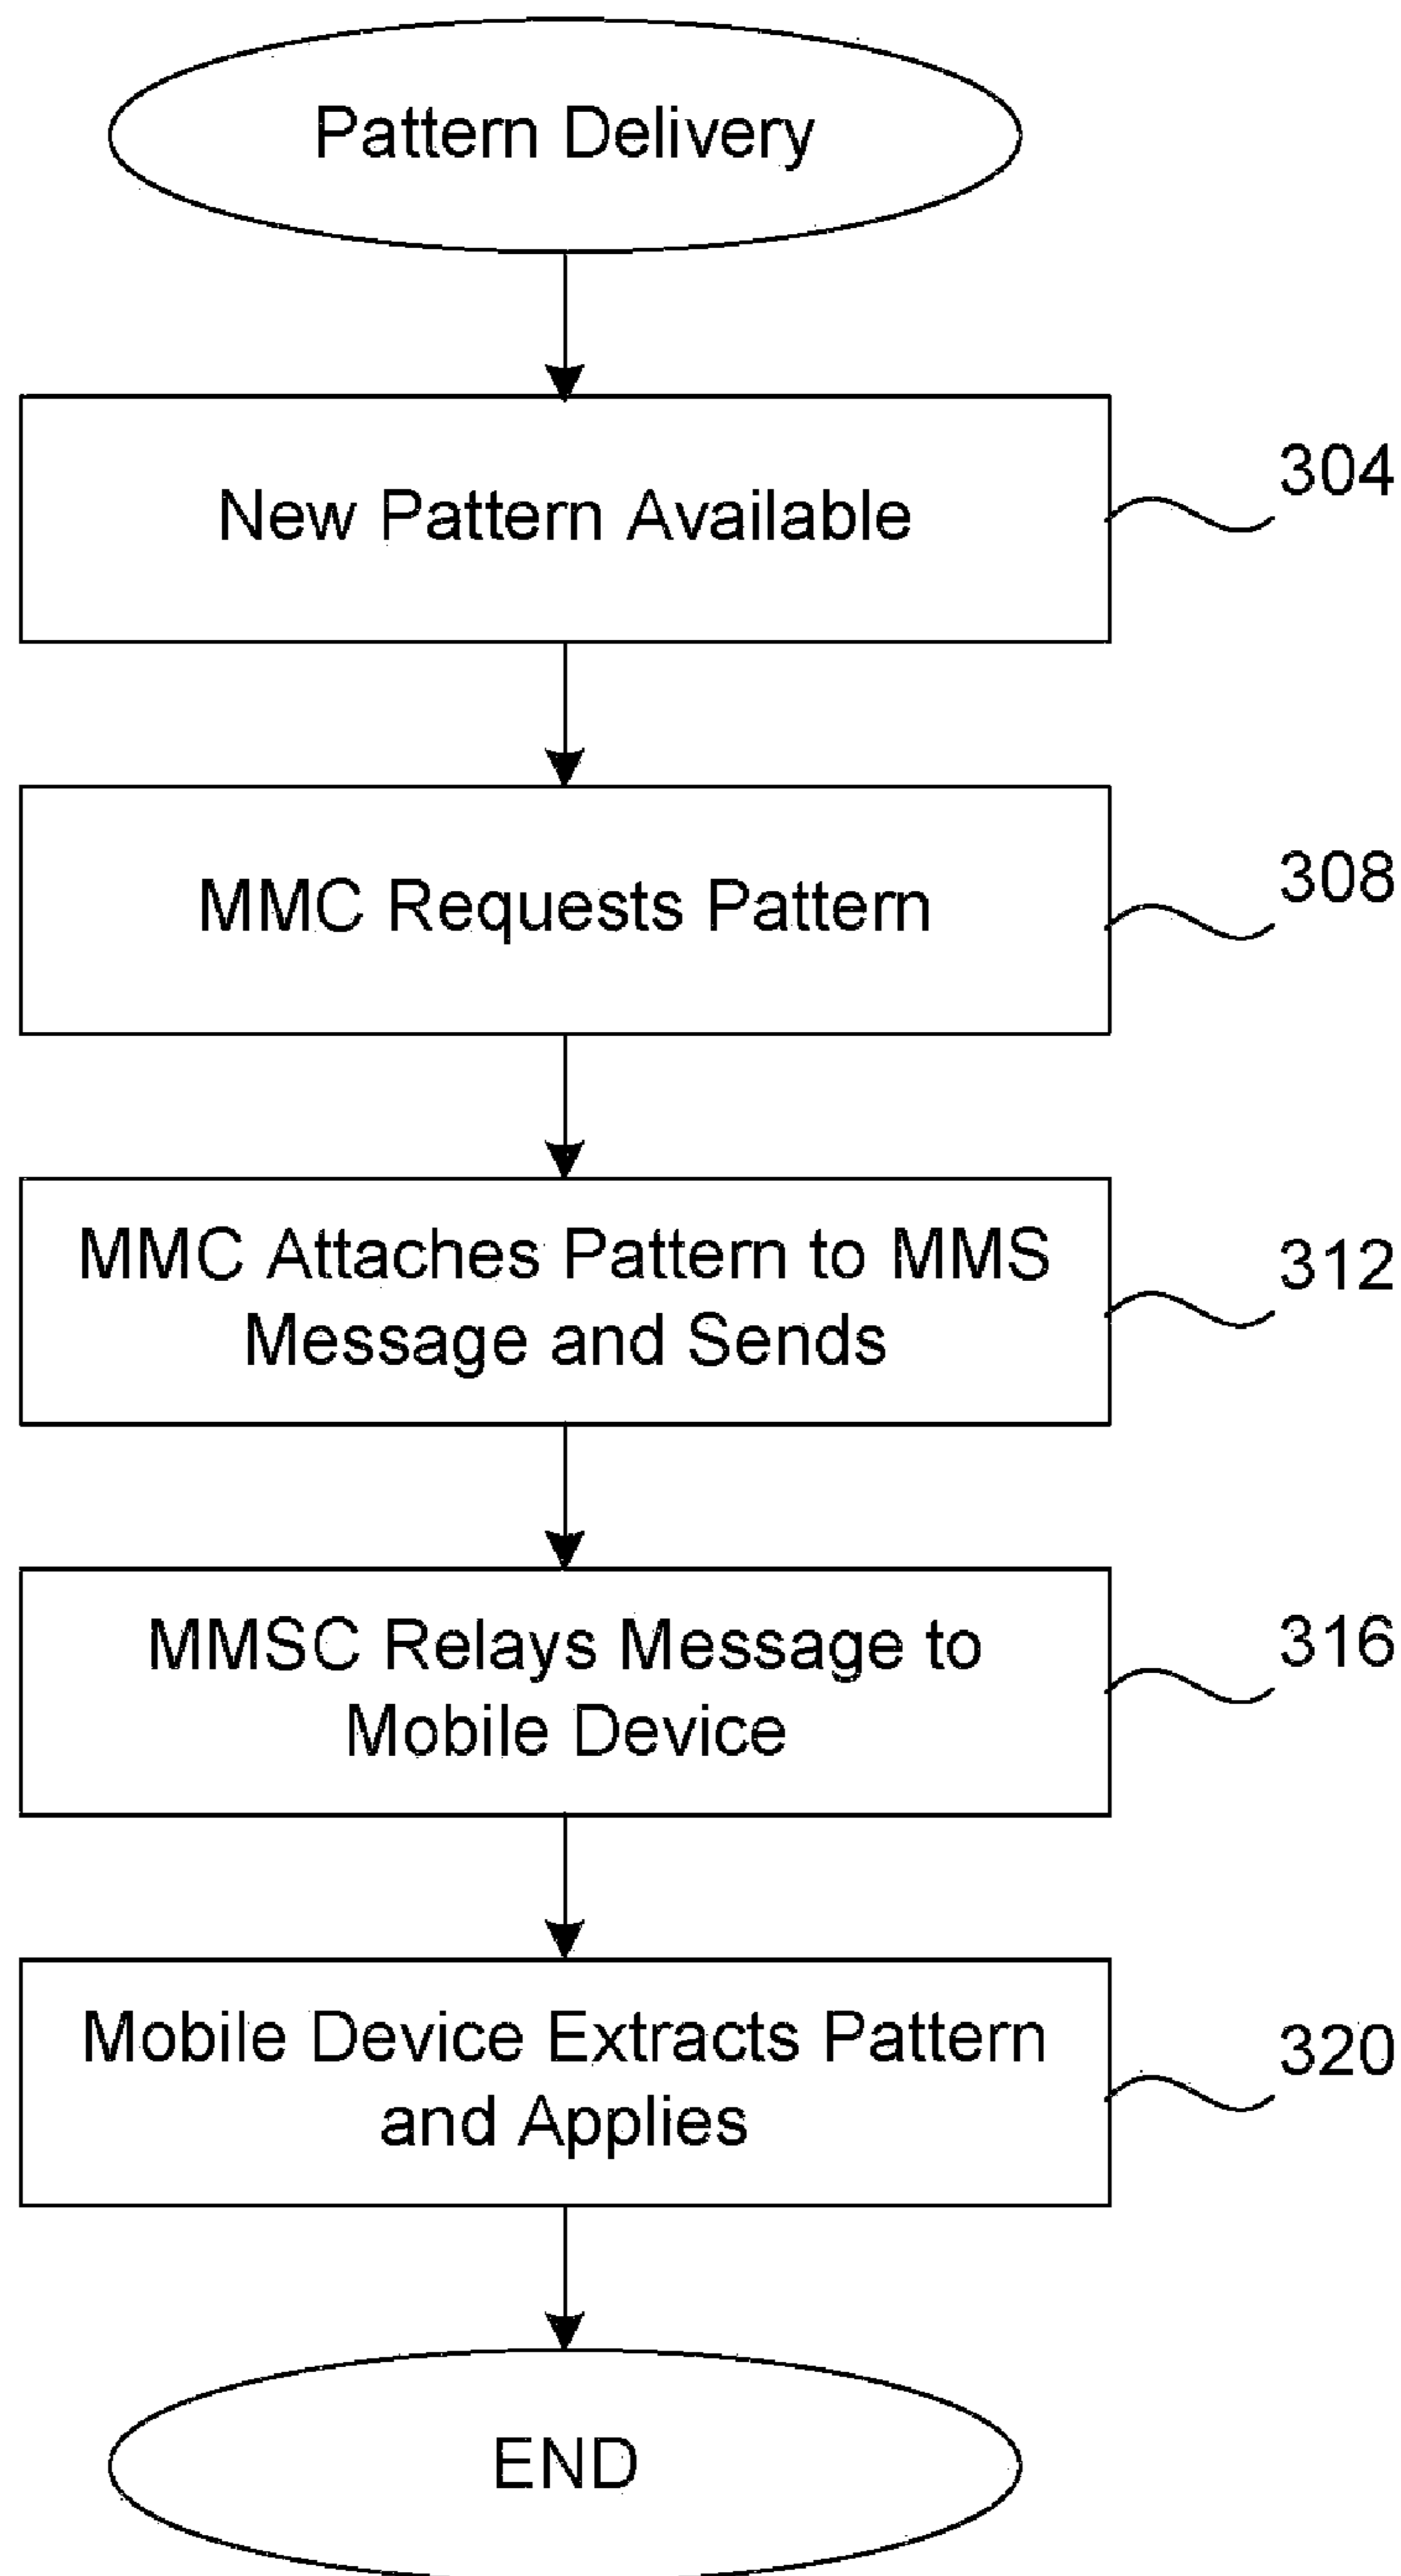 Pattern Delivery
New Pattern Available
304
MMC Requests Pattern
308
MMC Attaches Pattern to MMS
Message and Sends
312
MMSC Relays Message to
Mobile Device
316
Mobile Device Extracts Pattern
and Applies
320
END